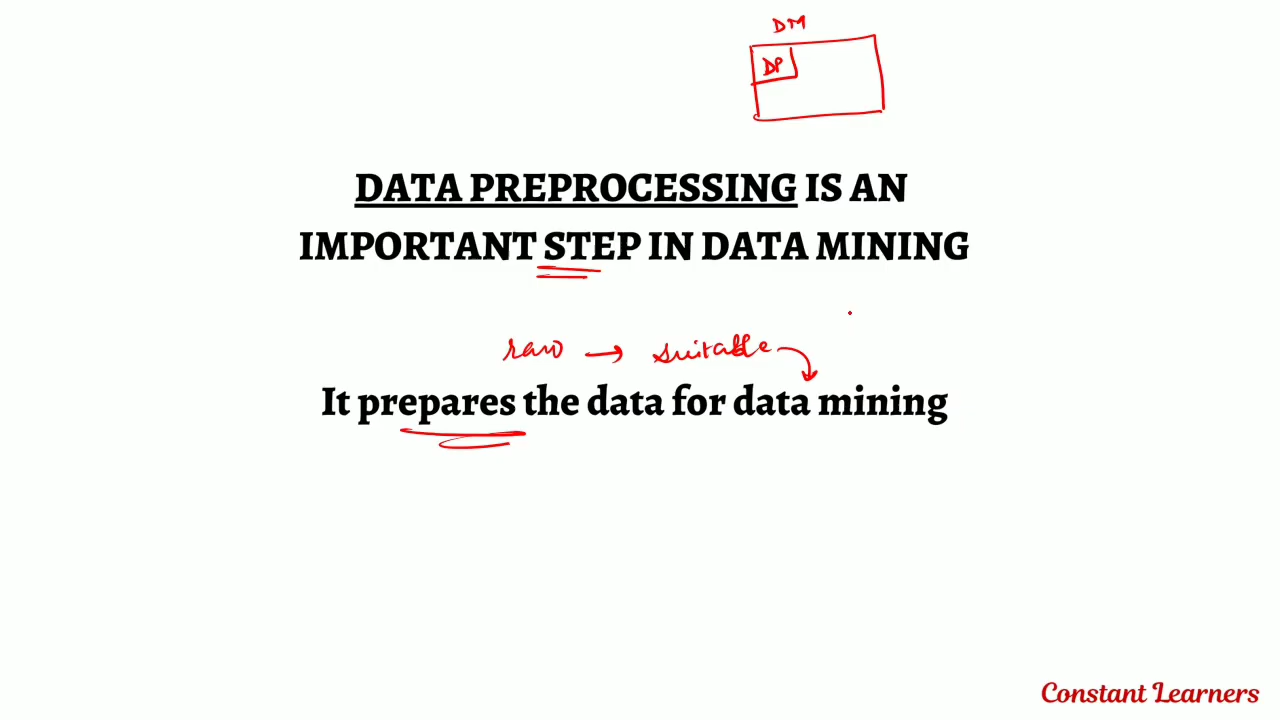 DM
DP
DATA PREPROCESSING IS AN
IMPORTANT STEP IN DATA MINING
raw → suitable
It prepares the data for data mining
Constant Learners